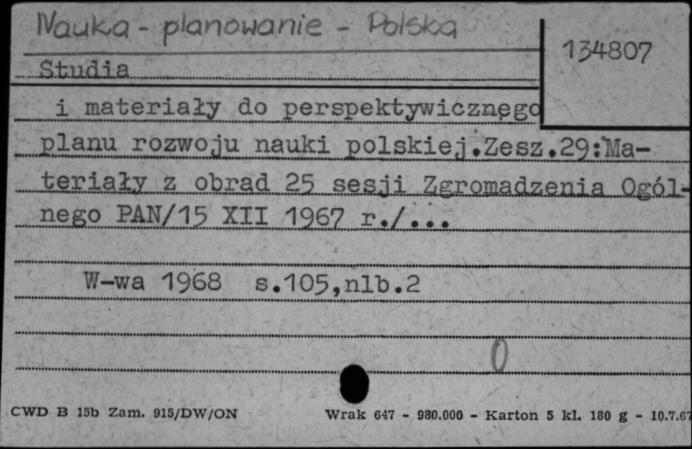 Nauka - planowanie - Polska
134807
Studia
i materiały do perspektywicznego
planu rozwoju nauki polskiej.Zesz.29:Ma-
teriały z obrad 25 sesji Zgromadzenia Ogól-
nego PAN/15 XII 1967 r./...
W-wa 1968 s.105,nlb.2
0
CWD B 15b Zam. 915/DW/ON Wrak 647 - 980.000 - Karton 5 kl. 180 g - 10.7.67